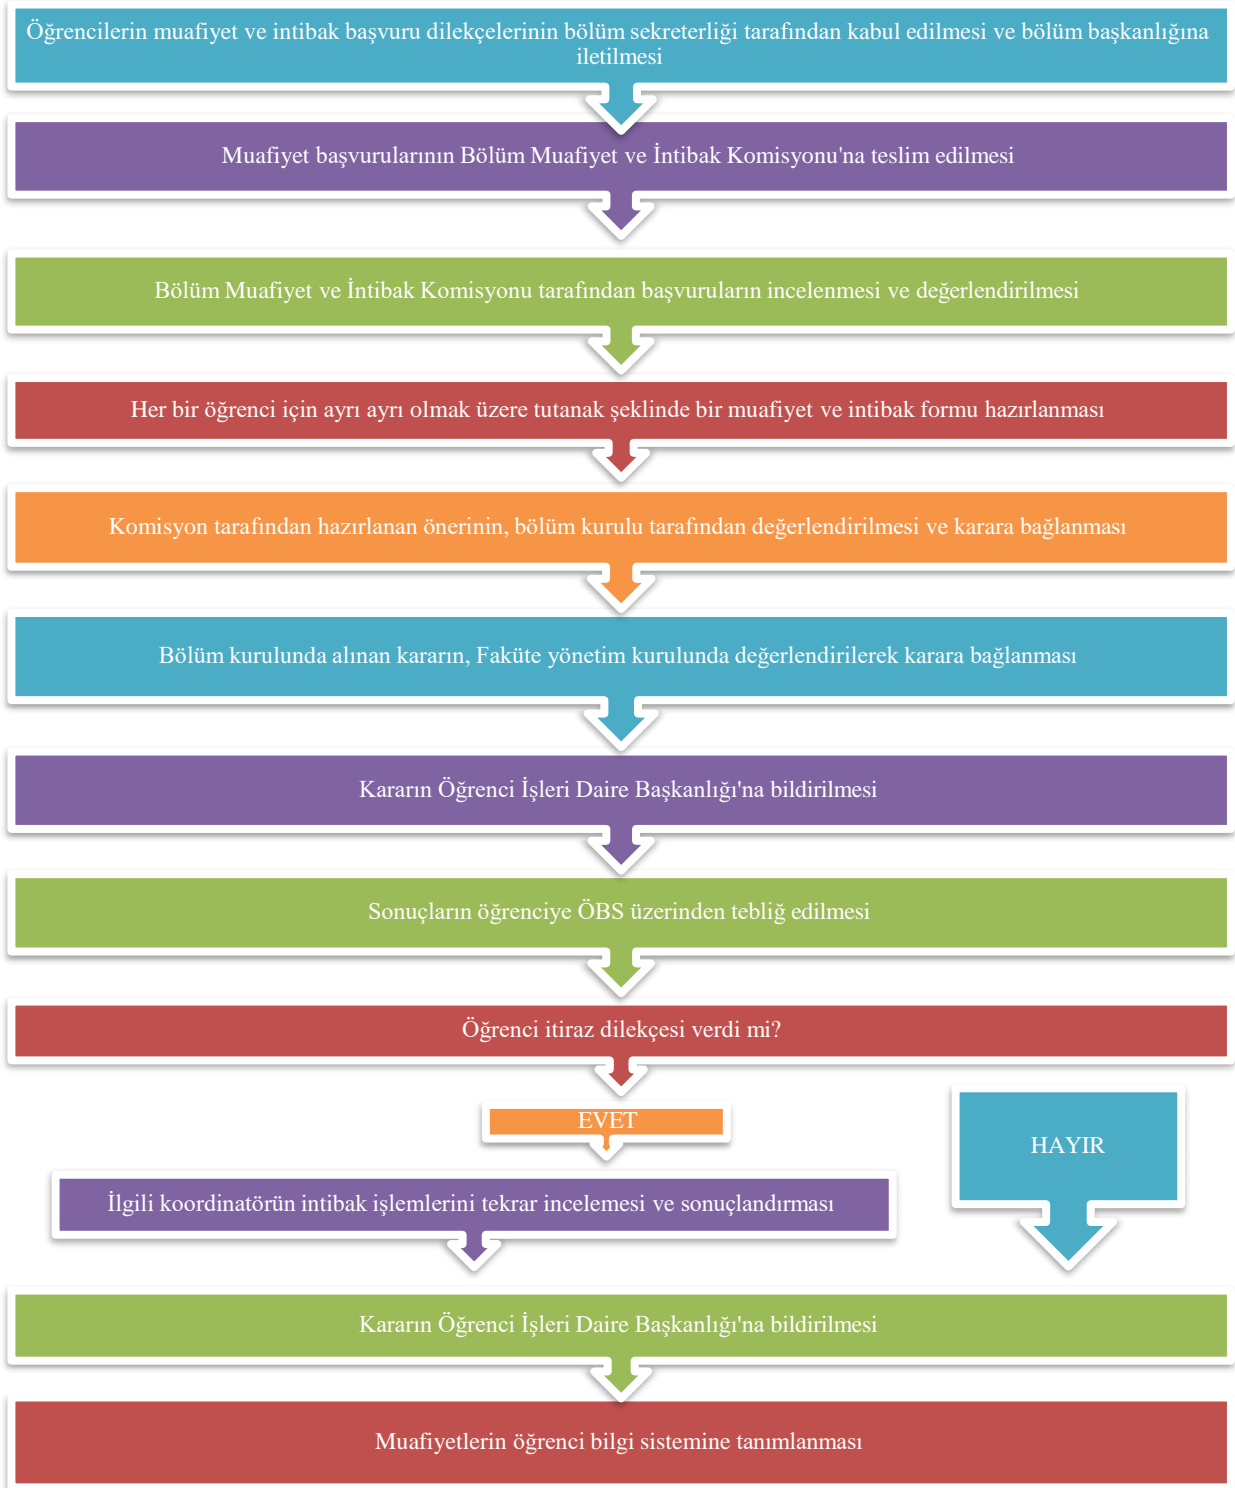 Öğrencilerin muafiyet ve intibak başvuru dilekçelerinin bölüm sekreterliği tarafından kabul edilmesi ve bölüm başkanlığına
iletilmesi
Muafiyet başvurularının Bölüm Muafiyet ve İntibak Komisyonu'na teslim edilmesi
Bölüm Muafiyet ve İntibak Komisyonu tarafından başvuruların incelenmesi ve değerlendirilmesi
Her bir öğrenci için ayrı ayrı olmak üzere tutanak şeklinde bir muafiyet ve intibak formu hazırlanması
Komisyon tarafından hazırlanan önerinin, bölüm kurulu tarafından değerlendirilmesi ve karara bağlanması
Bölüm kurulunda alınan kararın, Faküte yönetim kurulunda değerlendirilerek karara bağlanması
Kararın Öğrenci İşleri Daire Başkanlığı'na bildirilmesi
Sonuçların öğrenciye ÖBS üzerinden tebliğ edilmesi
Öğrenci itiraz dilekçesi verdi mi?
EVET
HAYIR
İlgili koordinatörün intibak işlemlerini tekrar incelemesi ve sonuçlandırması
Kararın Öğrenci İşleri Daire Başkanlığı'na bildirilmesi
Muafiyetlerin öğrenci bilgi sistemine tanımlanması